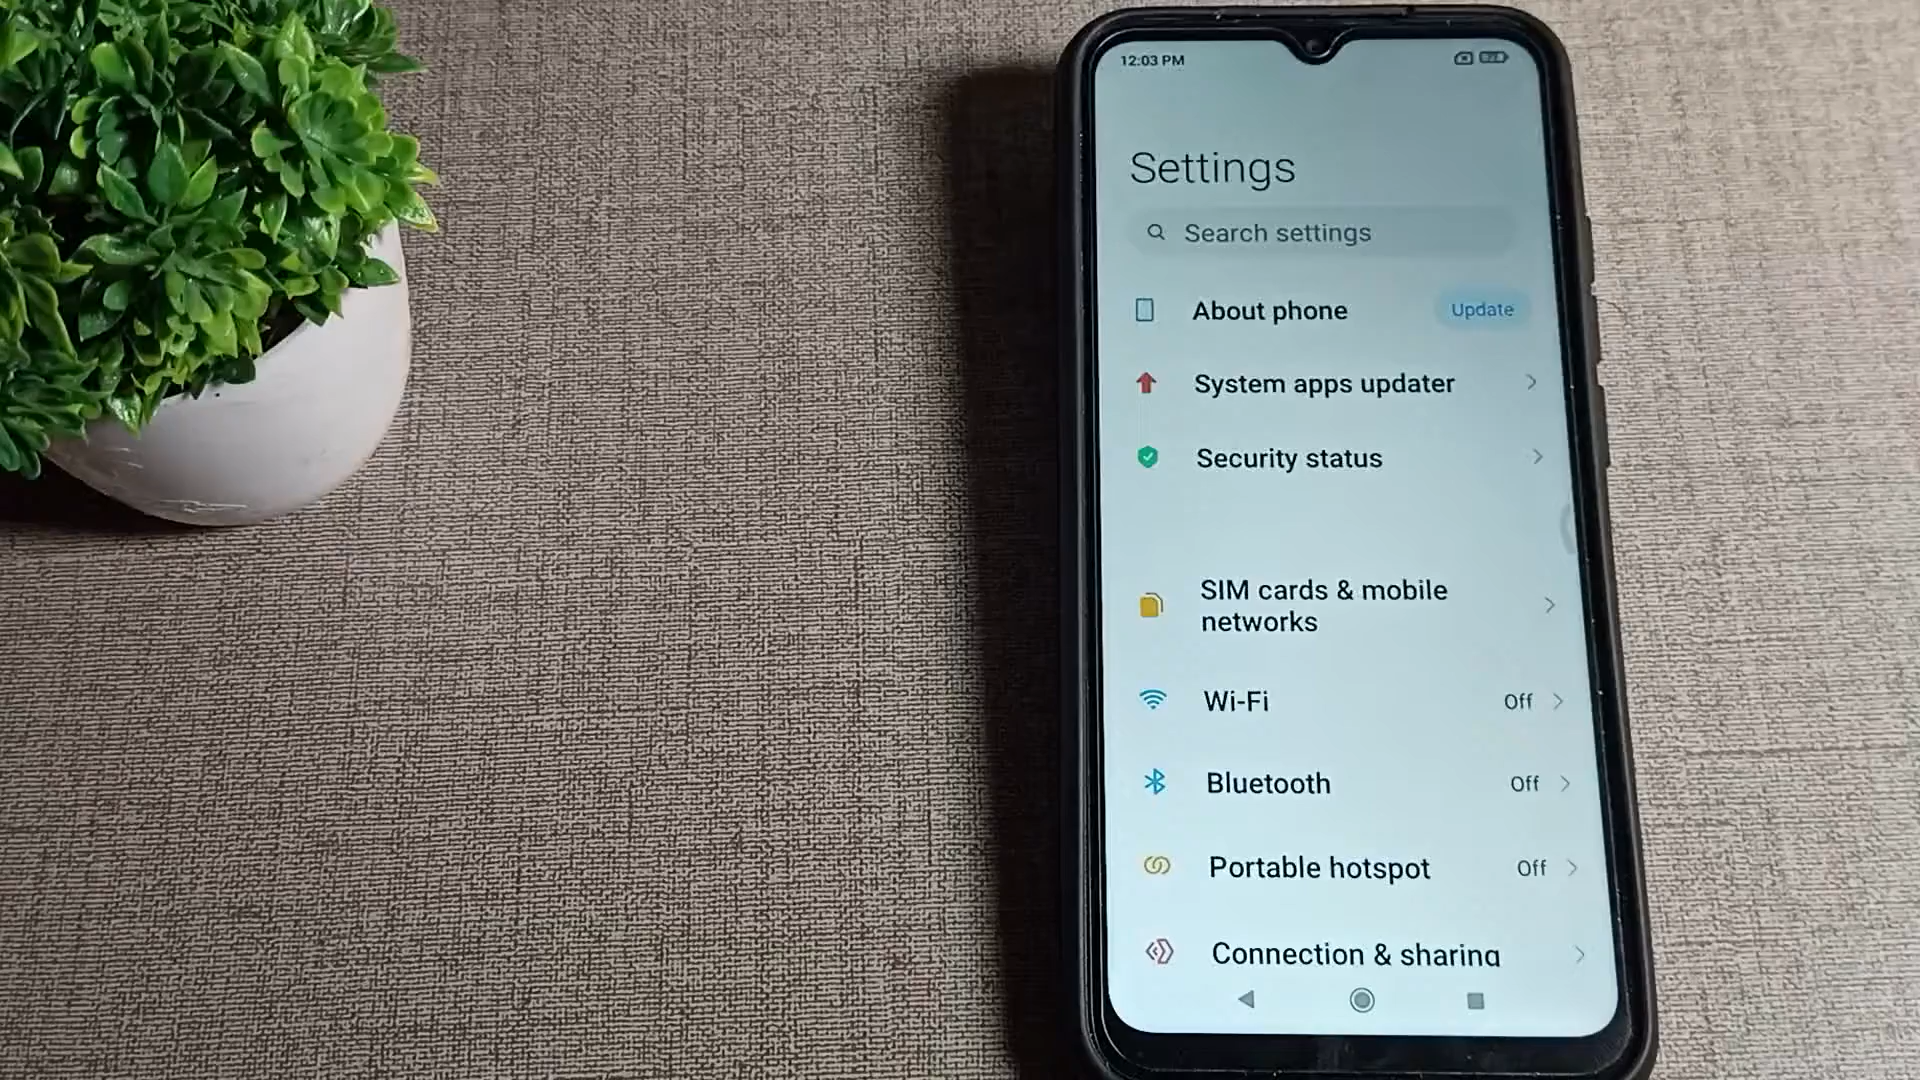 12:03 PM
Settings
Search settings
About phone
Update
System apps updater
Security status
SIM cards & mobile
networks
Wi-Fi
Off
Bluetooth
Off
Portable hotspot
Off
Connection & sharing